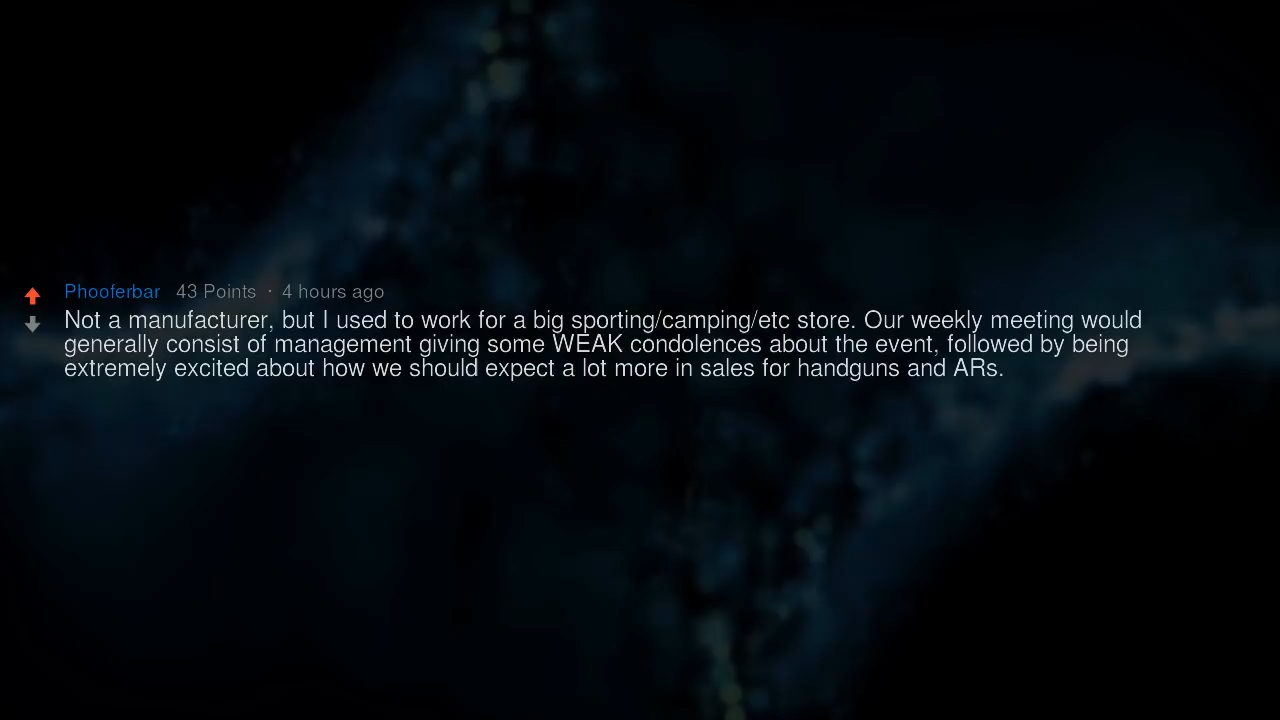 Phooferbar 43 Points · 4 hours ago
Not a manufacturer, but I used to work for a big sporting/camping/etc store. Our weekly meeting would
generally consist of management giving some WEAK condolences about the event, followed by being
extremely excited about how we should expect a lot more in sales for handguns and ARs.